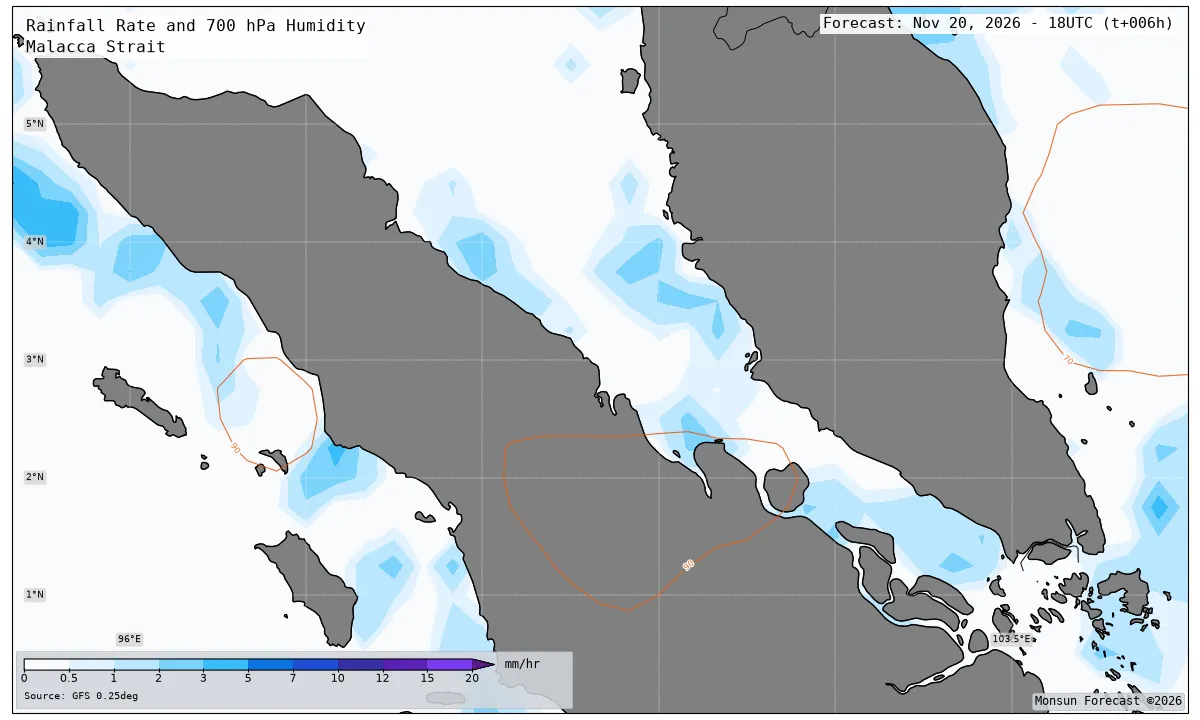 Rainfall Rate and 700 hPa Humidity
Malacca Strait
Forecast: Nov 20, 2026 - 18UTC (t+006h)
5°N
4°N
3°N
70
90
2°N
90
1°N
96°E
103.5°E
mm/hr
0 0.5 1 2 3 5 7 10 12 15 20
Source: GFS 0.25deg
Monsun Forecast ©2026